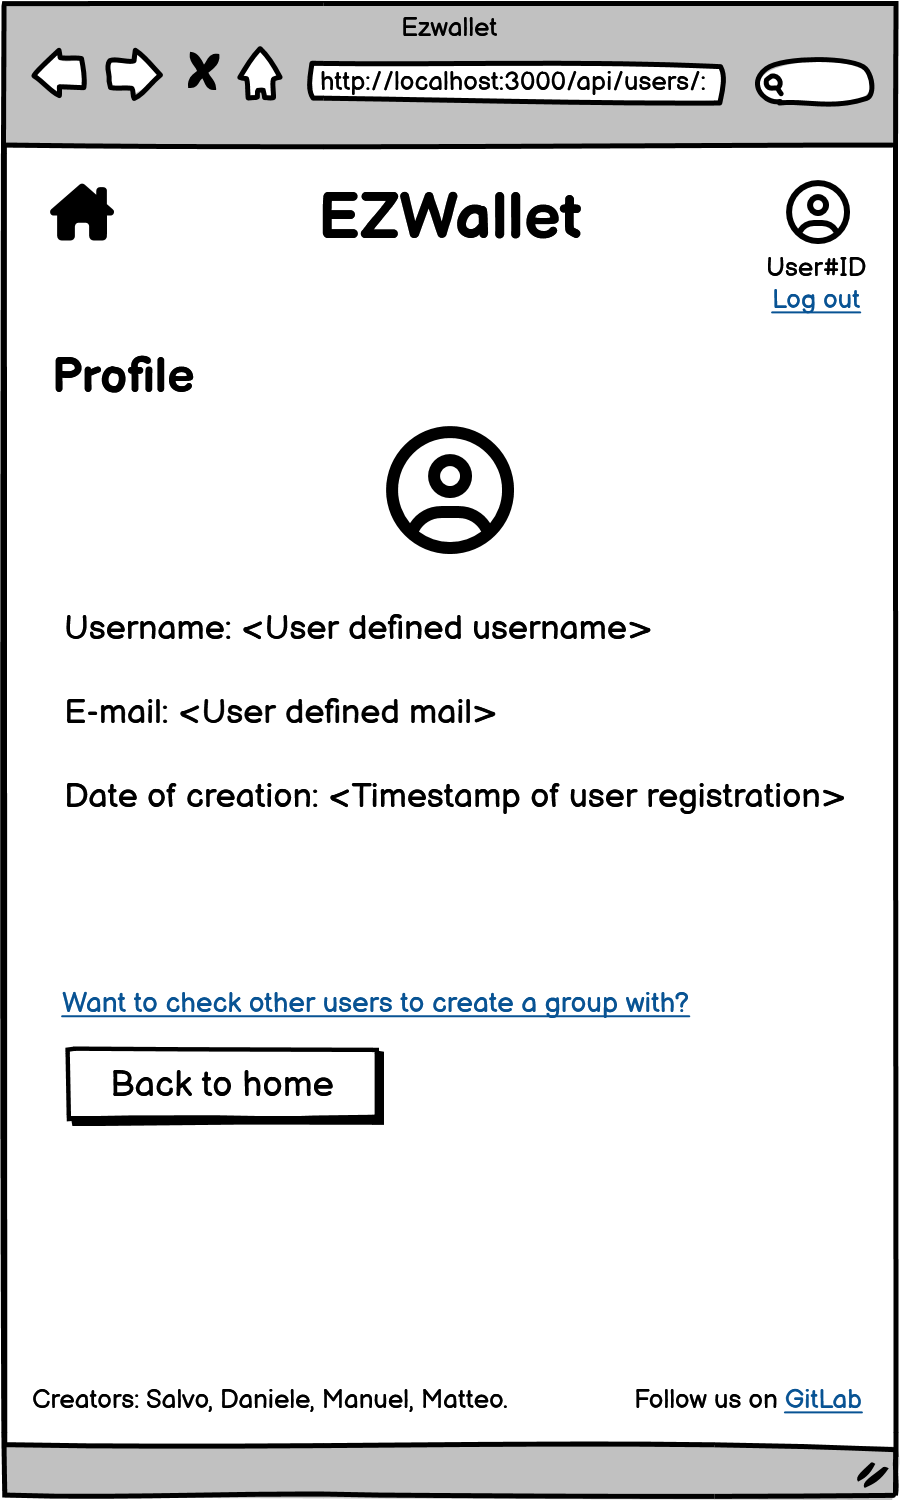 Ezwallet
http://localhost:3000/api/users/:
EZWallet
User#ID
Log out
Profile
Username: <User defined username>
E-mail: <User defined mail>
Date of creation: <Timestamp of user registration>
Want to check other users to create a group with?
Back to home
Creators: Salvo, Daniele, Manuel, Matteo.
Follow us on GitLab